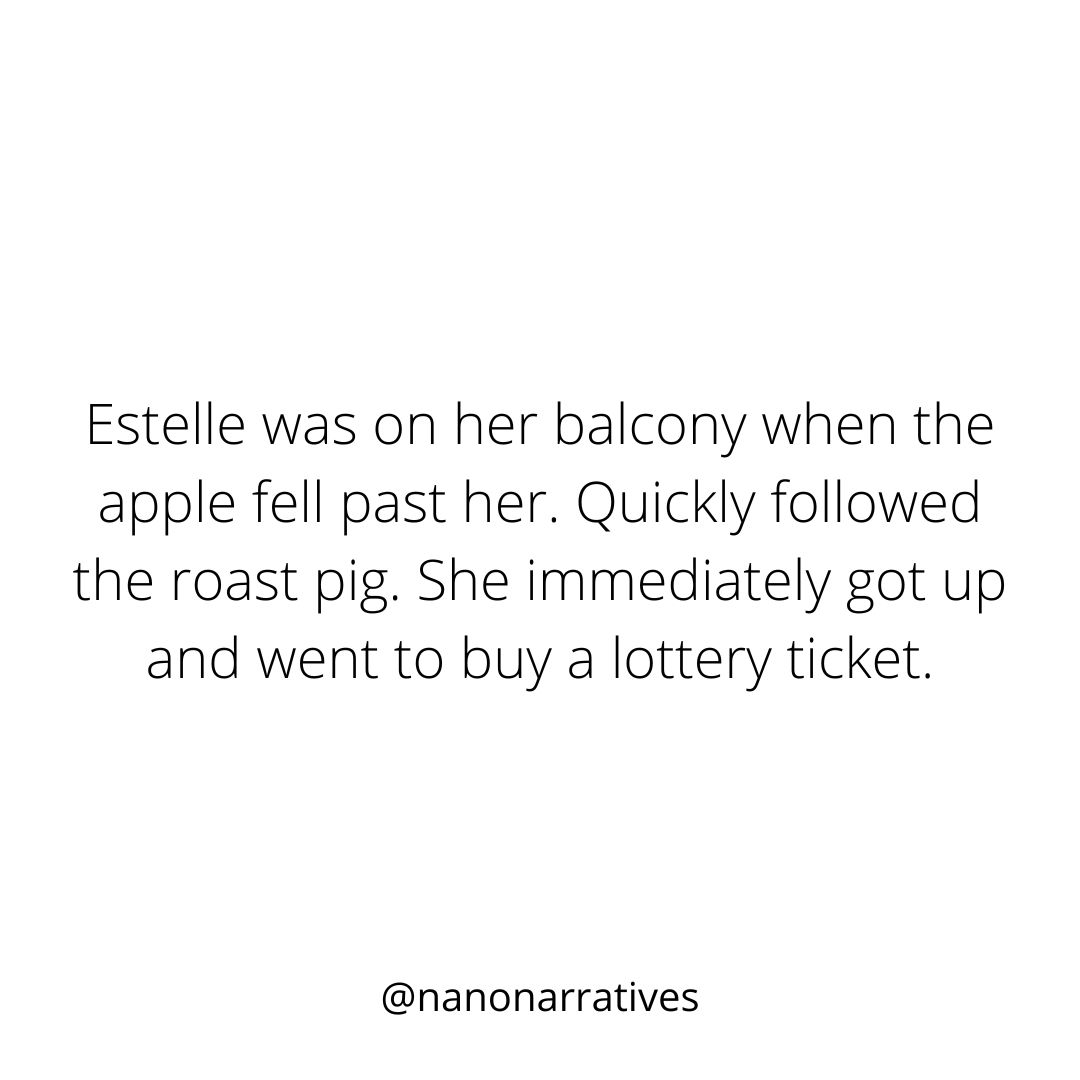 Estelle was on her balcony when the
apple fell past her. Quickly followed
the roast pig. She immediately got up
and went to buy a lottery ticket.
@nanonarratives